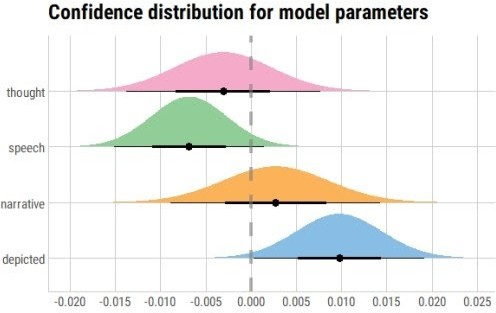 Confidence distribution for model parameters
thought
speech
narrative
depicted
-0.020 -0.015 -0.010 -0.005 0.000 0.005 0.010 0.015 0.020 0.025